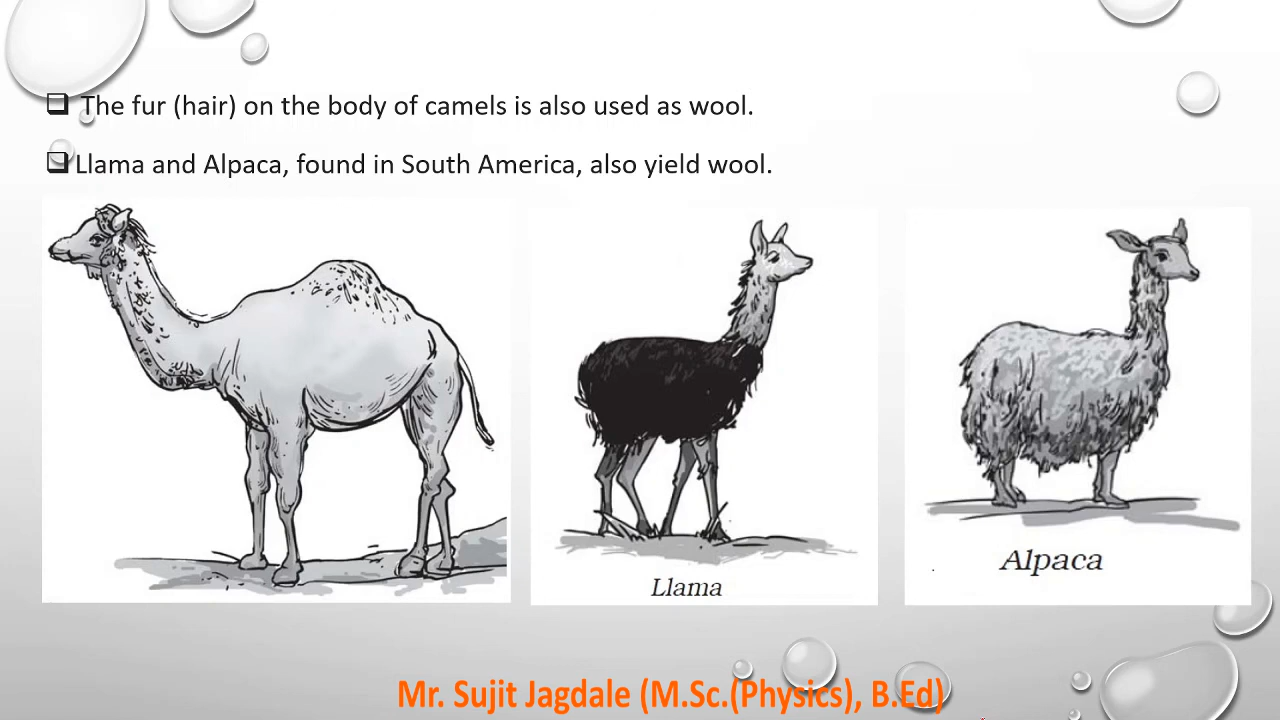 The fur (hair) on the body of camels is also used as wool.
Llama and Alpaca, found in South America, also yield wool.
Llama
Alpaca
Mr. Sujit Jagdale (M.Sc.(Physics), B.Ed)